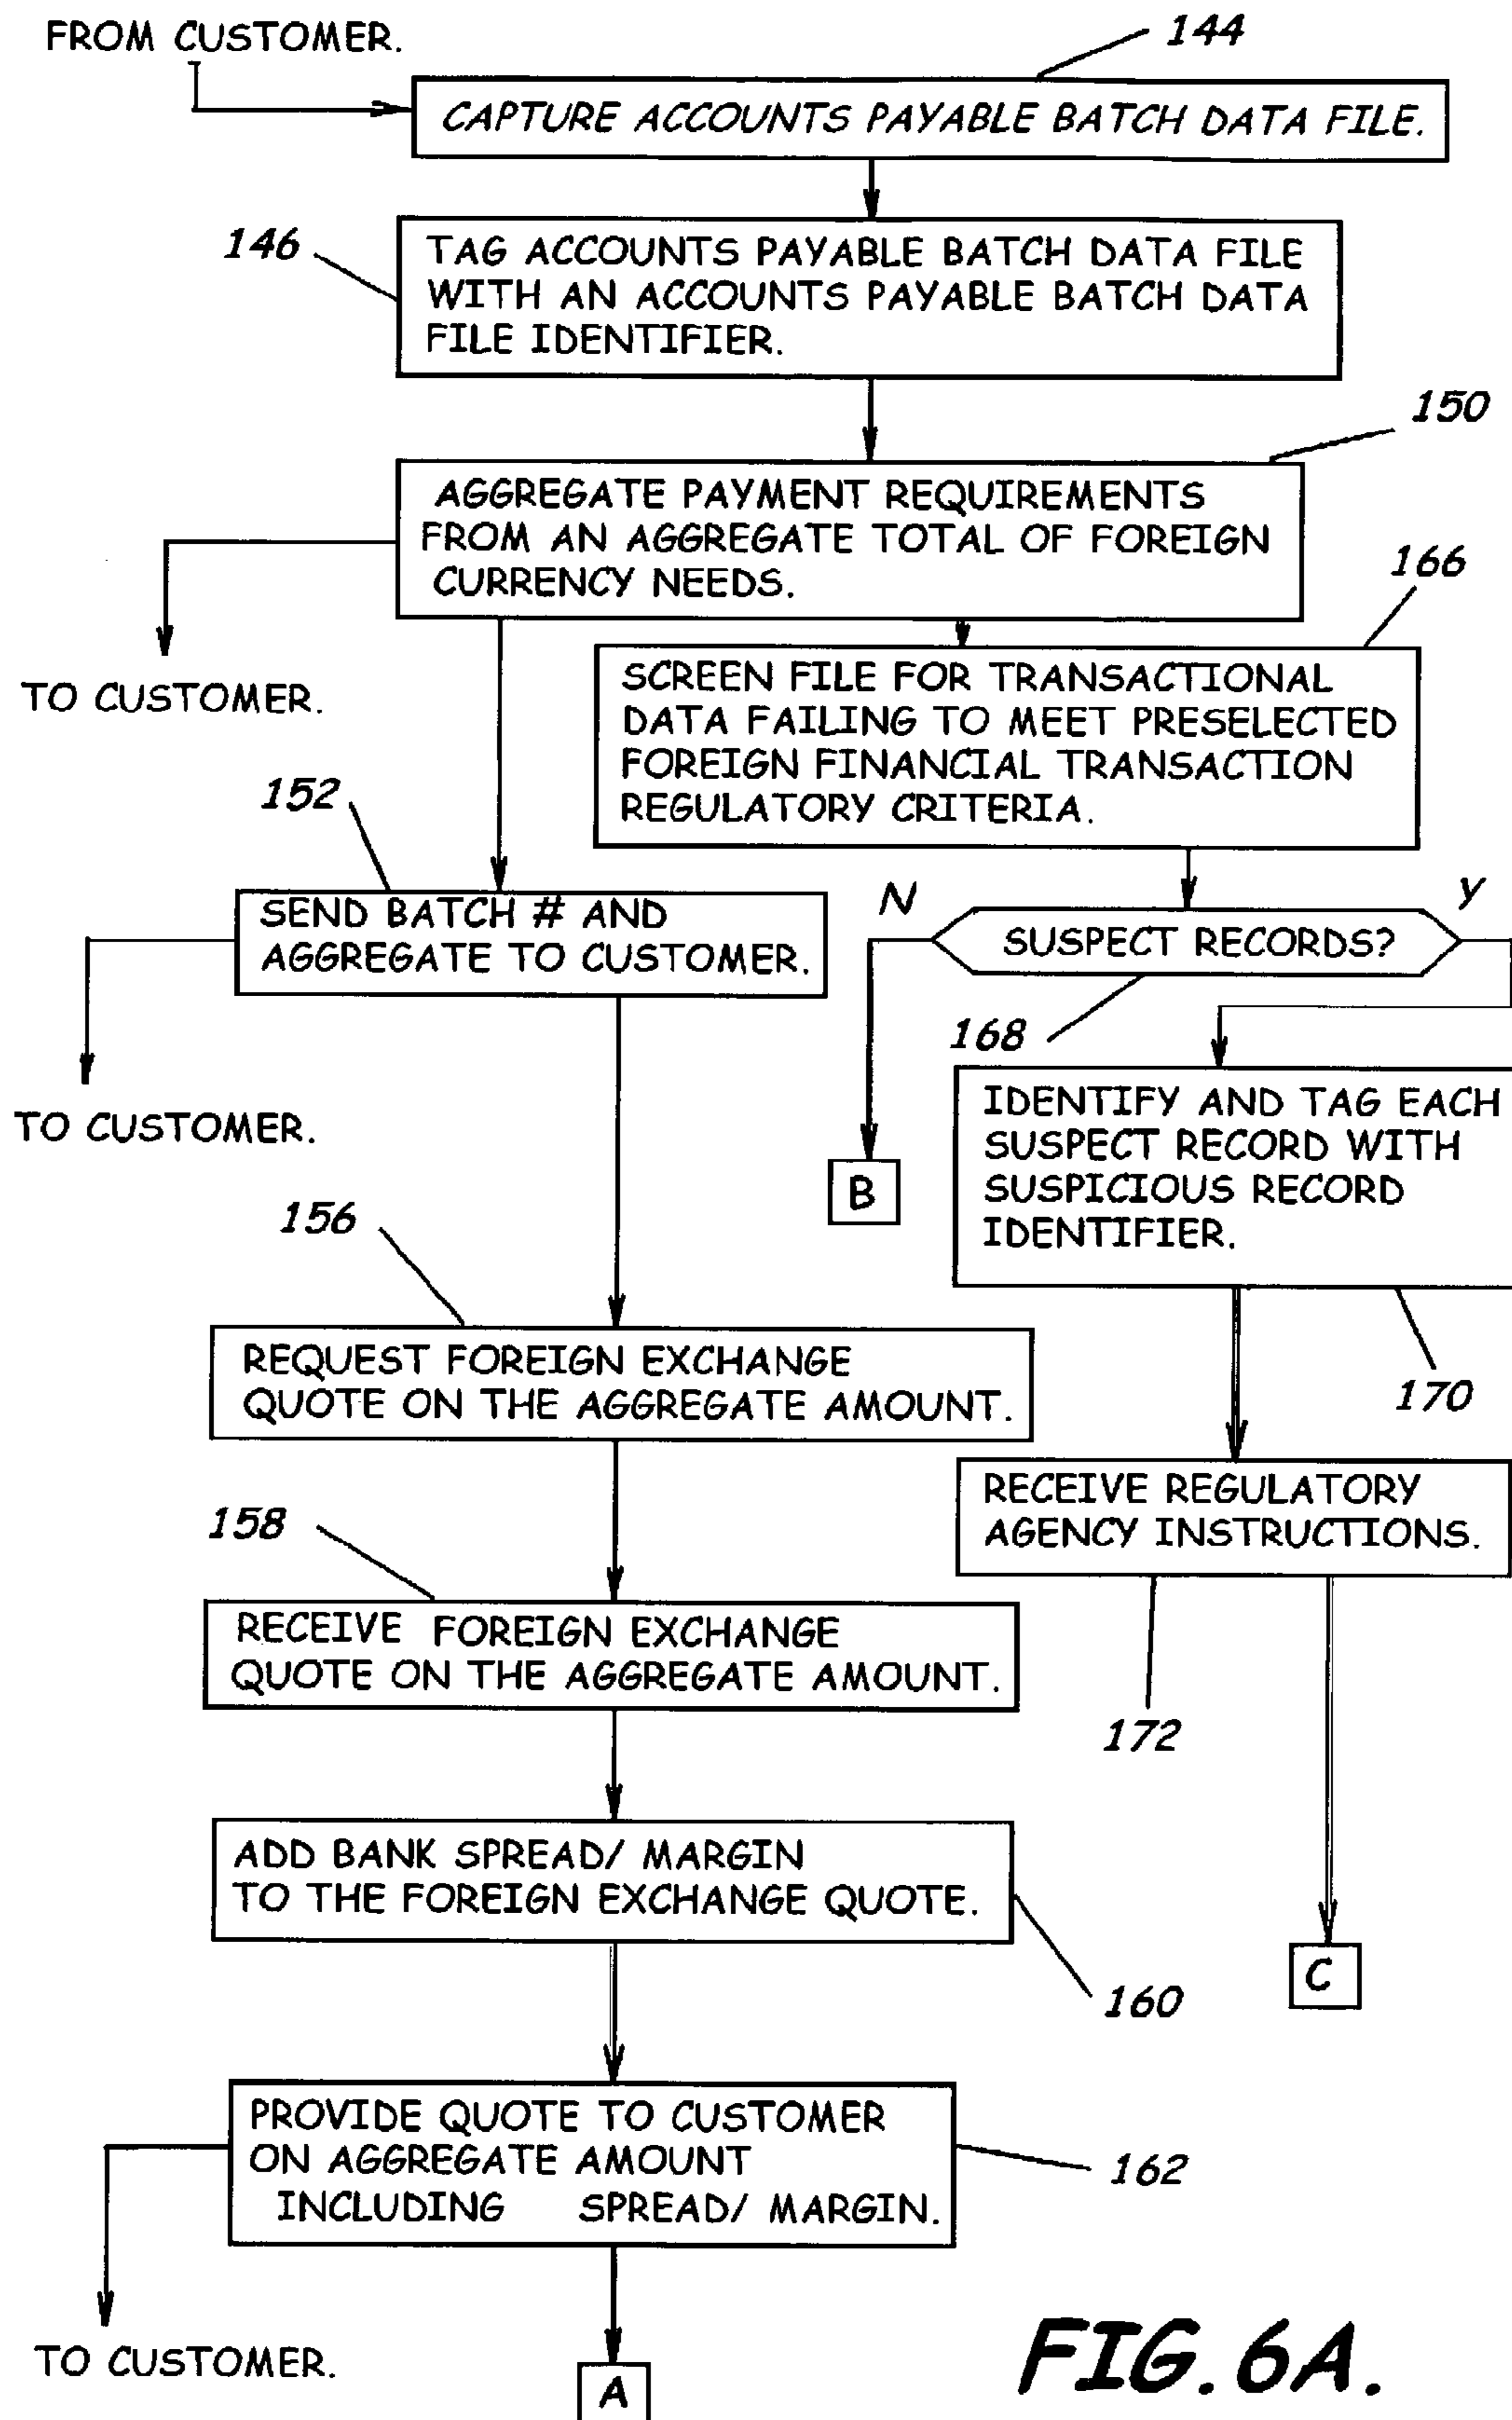 FROM CUSTOMER.
144
CAPTURE ACCOUNTS PAYABLE BATCH DATA FILE.
146
TAG ACCOUNTS PAYABLE BATCH DATA FILE
WITH AN ACCOUNTS PAYABLE BATCH DATA
FILE IDENTIFIER.
150
AGGREGATE PAYMENT REQUIREMENTS
FROM AN AGGREGATE TOTAL OF FOREIGN
CURRENCY NEEDS.
TO CUSTOMER.
166
SCREEN FILE FOR TRANSACTIONAL
DATA FAILING TO MEET PRESELECTED
FOREIGN FINANCIAL TRANSACTION
REGULATORY CRITERIA.
152
SEND BATCH # AND
AGGREGATE TO CUSTOMER.
TO CUSTOMER.
N
Y
SUSPECT RECORDS?
168
B
IDENTIFY AND TAG EACH
SUSPECT RECORD WITH
SUSPICIOUS RECORD
IDENTIFIER.
170
156
REQUEST FOREIGN EXCHANGE
QUOTE ON THE AGGREGATE AMOUNT.
RECEIVE REGULATORY
AGENCY INSTRUCTIONS.
172
158
RECEIVE FOREIGN EXCHANGE
QUOTE ON THE AGGREGATE AMOUNT.
ADD BANK SPREAD/ MARGIN
TO THE FOREIGN EXCHANGE QUOTE.
160
C
PROVIDE QUOTE TO CUSTOMER
ON AGGREGATE AMOUNT
INCLUDING SPREAD/ MARGIN.
162
TO CUSTOMER.
A
FIG. 6A.